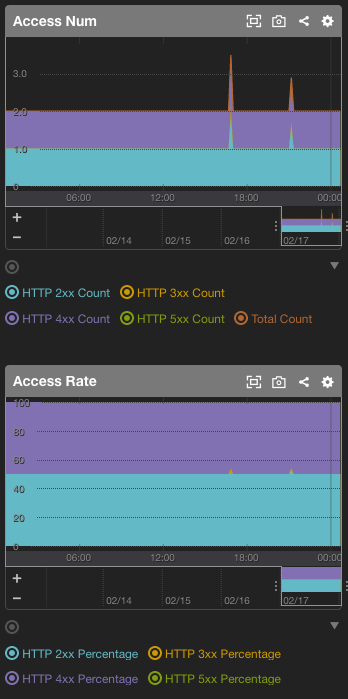 Access Num
3.0
2.0
1.0
0
06:00 12:00 18:00 00:00
+
−
02/14 02/15 02/16 02/17
HTTP 2xx Count HTTP 3xx Count
HTTP 4xx Count HTTP 5xx Count Total Count
Access Rate
100
80
60
40
20
0
06:00 12:00 18:00 00:00
+
−
02/14 02/15 02/16 02/17
HTTP 2xx Percentage HTTP 3xx Percentage
HTTP 4xx Percentage HTTP 5xx Percentage